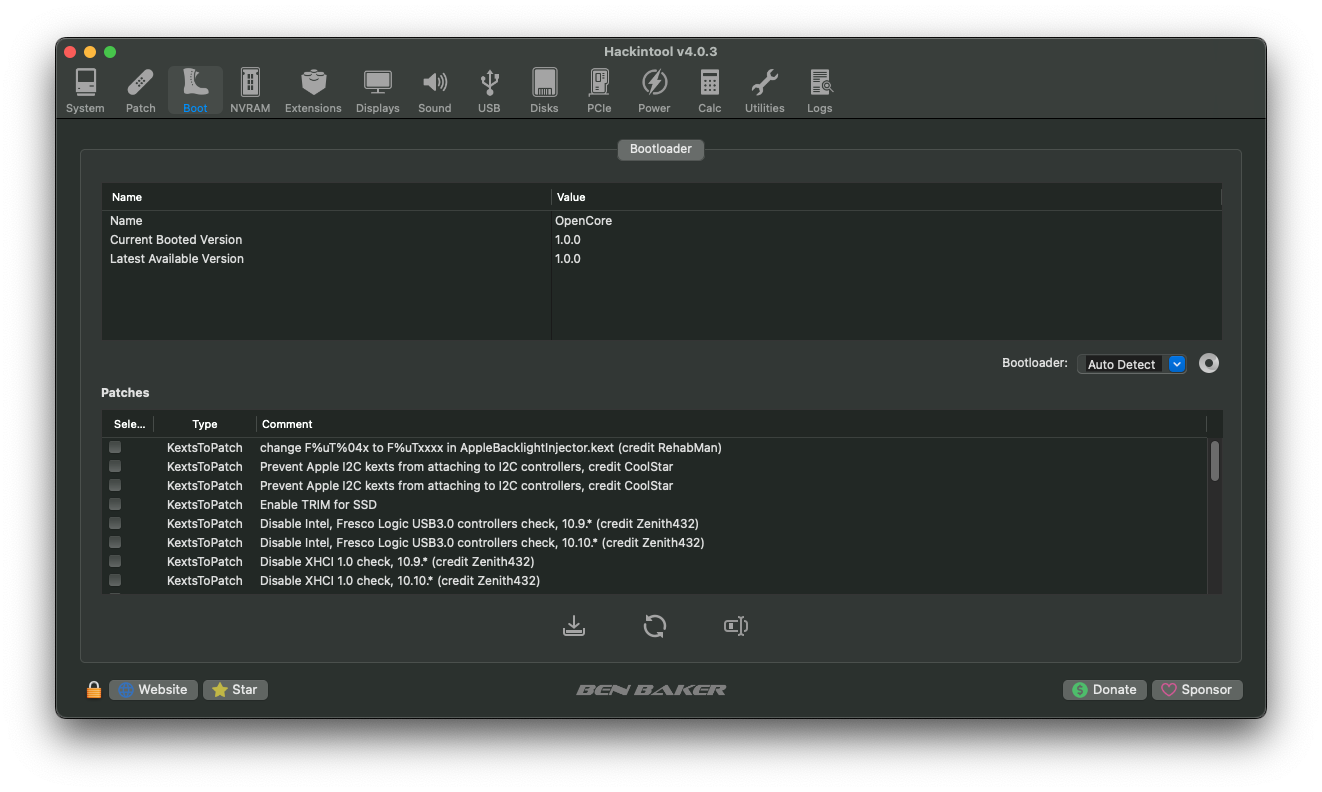 Hackintool v4.0.3
System Patch Boot NVRAM Extensions Displays Sound USB Disks PCIe Power Calc Utilities Logs
Bootloader
Name Value
Name OpenCore
Current Booted Version 1.0.0
Latest Available Version 1.0.0
Bootloader: Auto Detect
Patches
Sele... Type Comment
KextsToPatch change F%uT%04x to F%uTxxxx in AppleBacklightInjector.kext (credit RehabMan)
KextsToPatch Prevent Apple I2C kexts from attaching to I2C controllers, credit CoolStar
KextsToPatch Prevent Apple I2C kexts from attaching to I2C controllers, credit CoolStar
KextsToPatch Enable TRIM for SSD
KextsToPatch Disable Intel, Fresco Logic USB3.0 controllers check, 10.9.* (credit Zenith432)
KextsToPatch Disable Intel, Fresco Logic USB3.0 controllers check, 10.10.* (credit Zenith432)
KextsToPatch Disable XHCI 1.0 check, 10.9.* (credit Zenith432)
KextsToPatch Disable XHCI 1.0 check, 10.10.* (credit Zenith432)
Website Star BEN BAKER Donate Sponsor